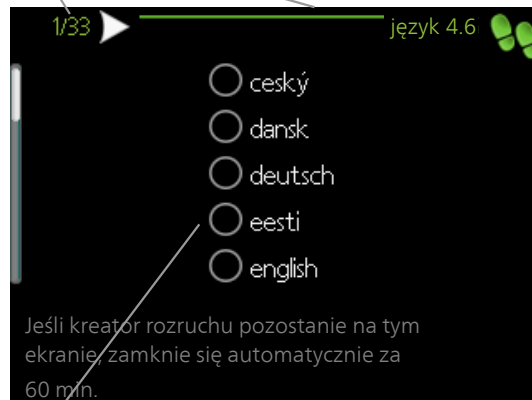 1/33 język 4.6
ceský
dansk
deutsch
eesti
english
Jeśli kreator rozruchu pozostanie na tym
ekranie, zamknie się automatycznie za
60 min.